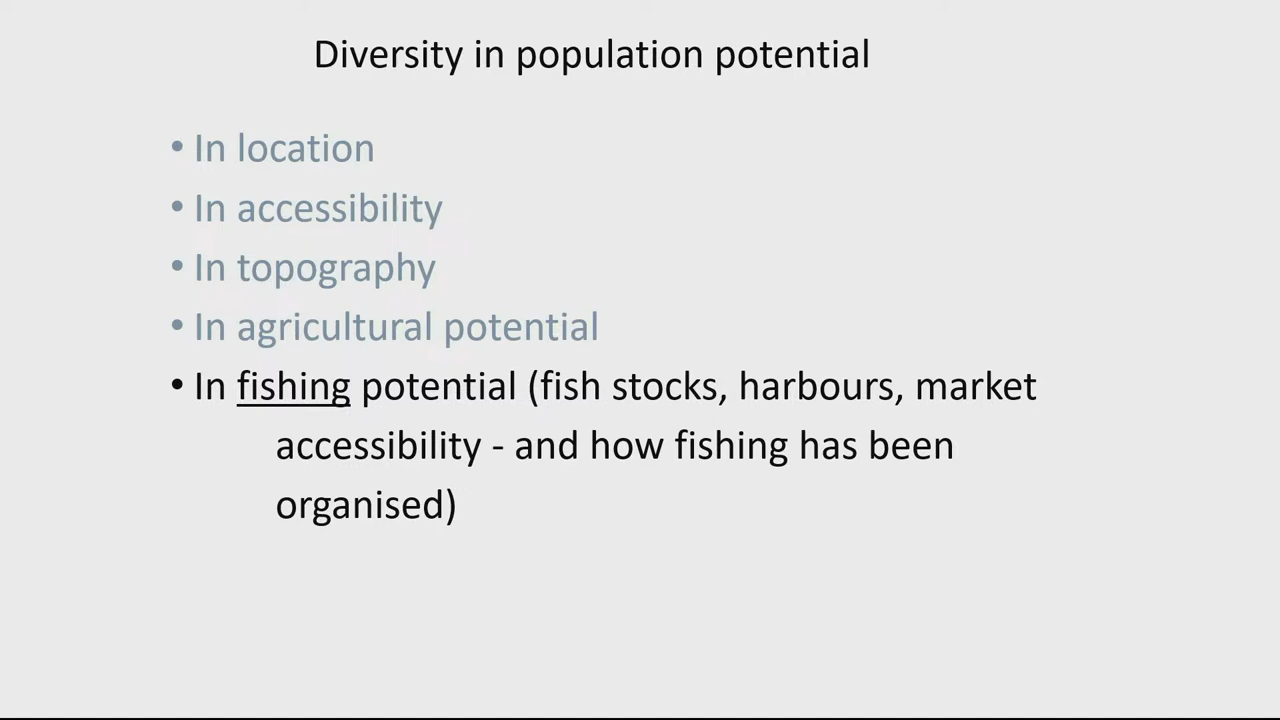 Diversity in population potential
• In location
• In accessibility
• In topography
• In agricultural potential
• In fishing potential (fish stocks, harbours, market
accessibility - and how fishing has been
organised)